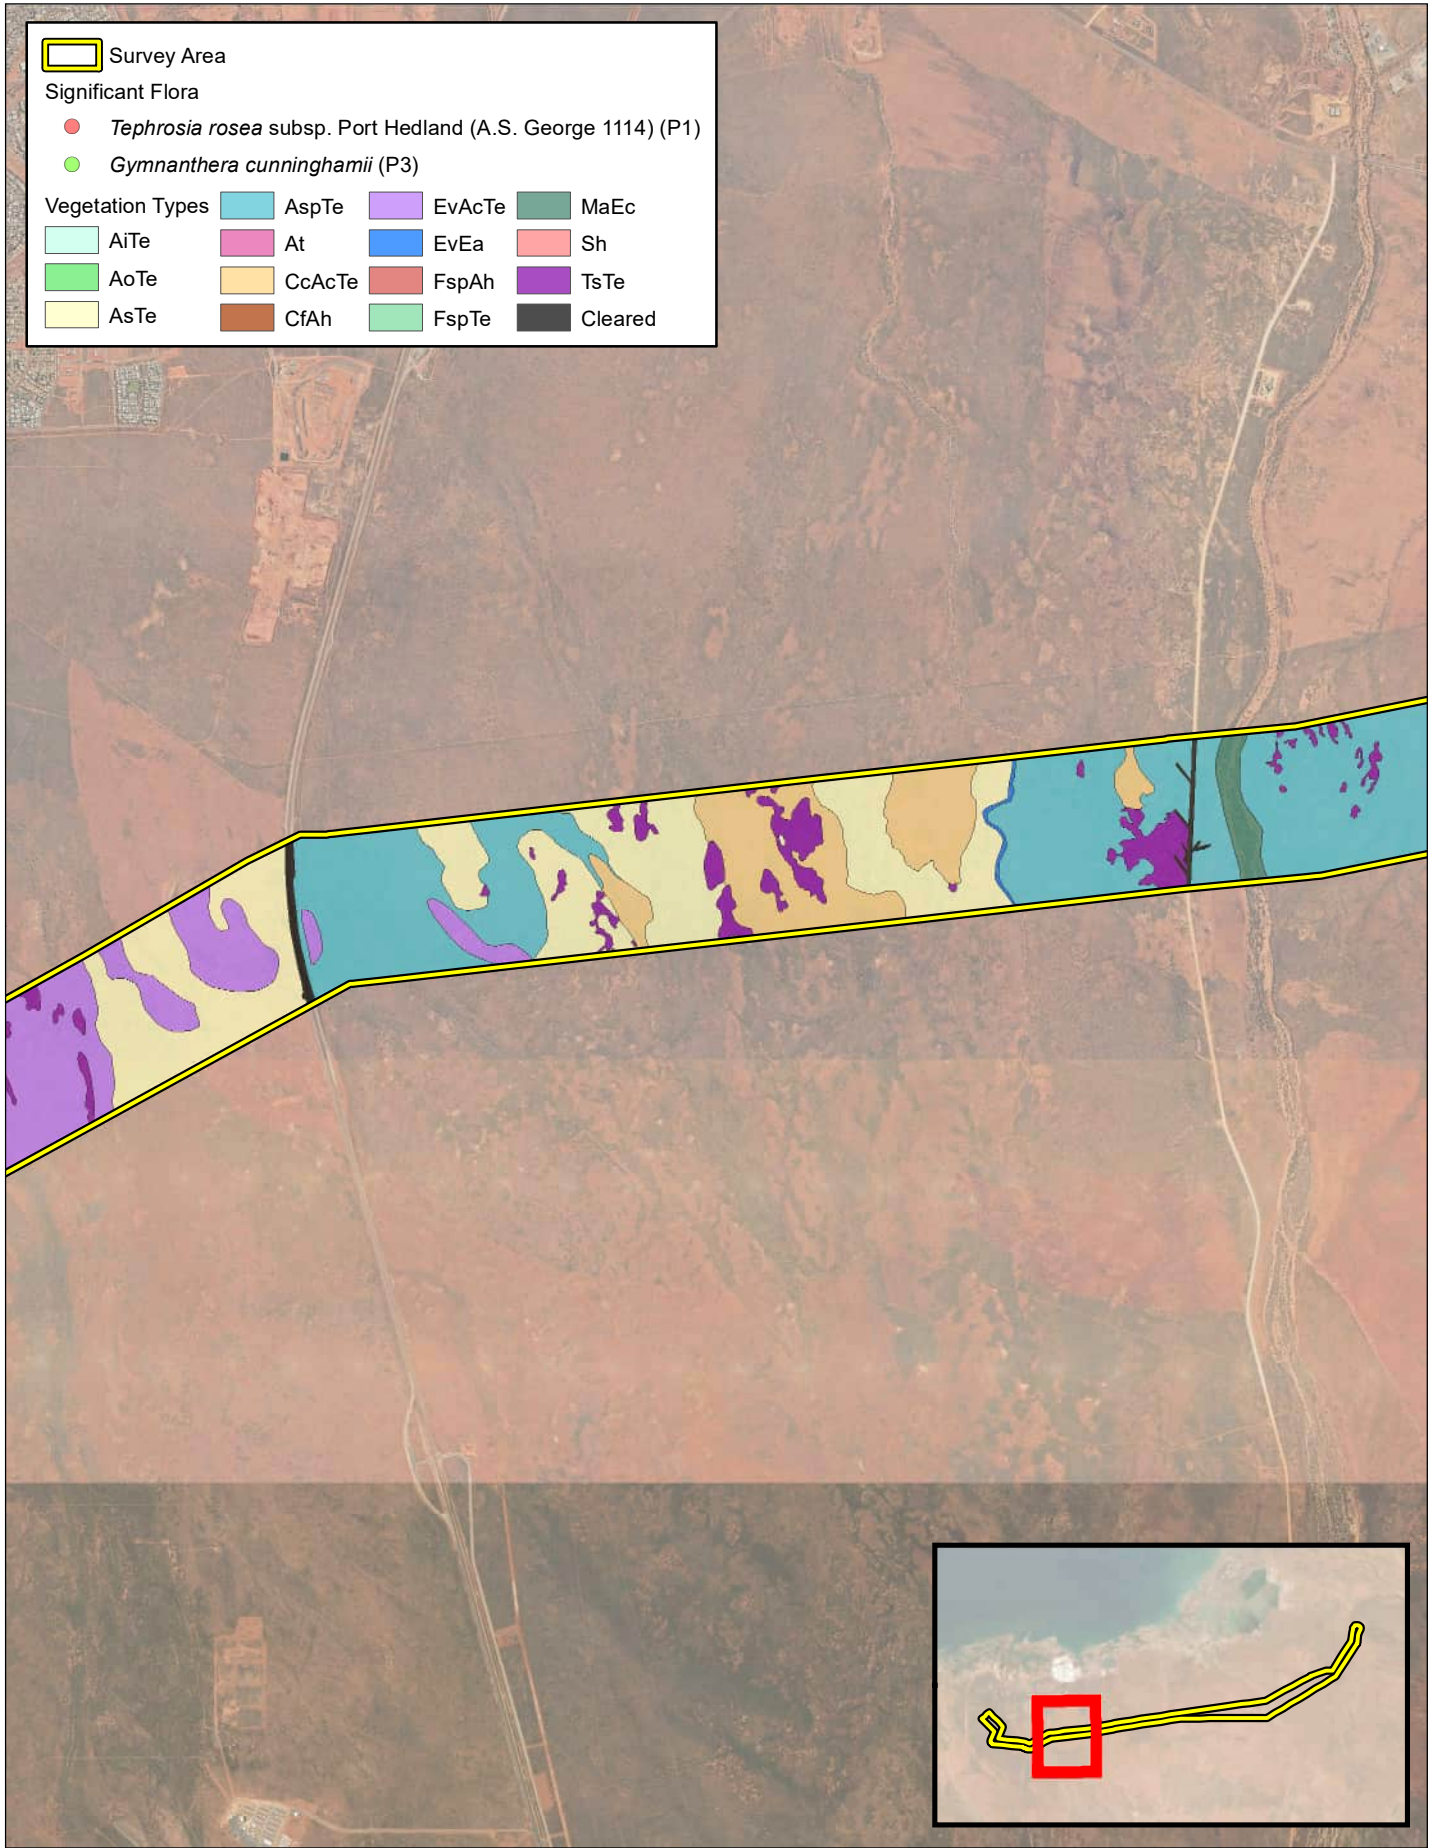 Survey Area
Significant Flora
Tephrosia rosea subsp. Port Hedland (A.S. George 1114) (P1)
Gymnanthera cunninghamii (P3)
Vegetation Types
AiTe
AoTe
AsTe
AspTe
At
CcAcTe
CfAh
EvAcTe
EvEa
FspAh
FspTe
MaEc
Sh
TsTe
Cleared